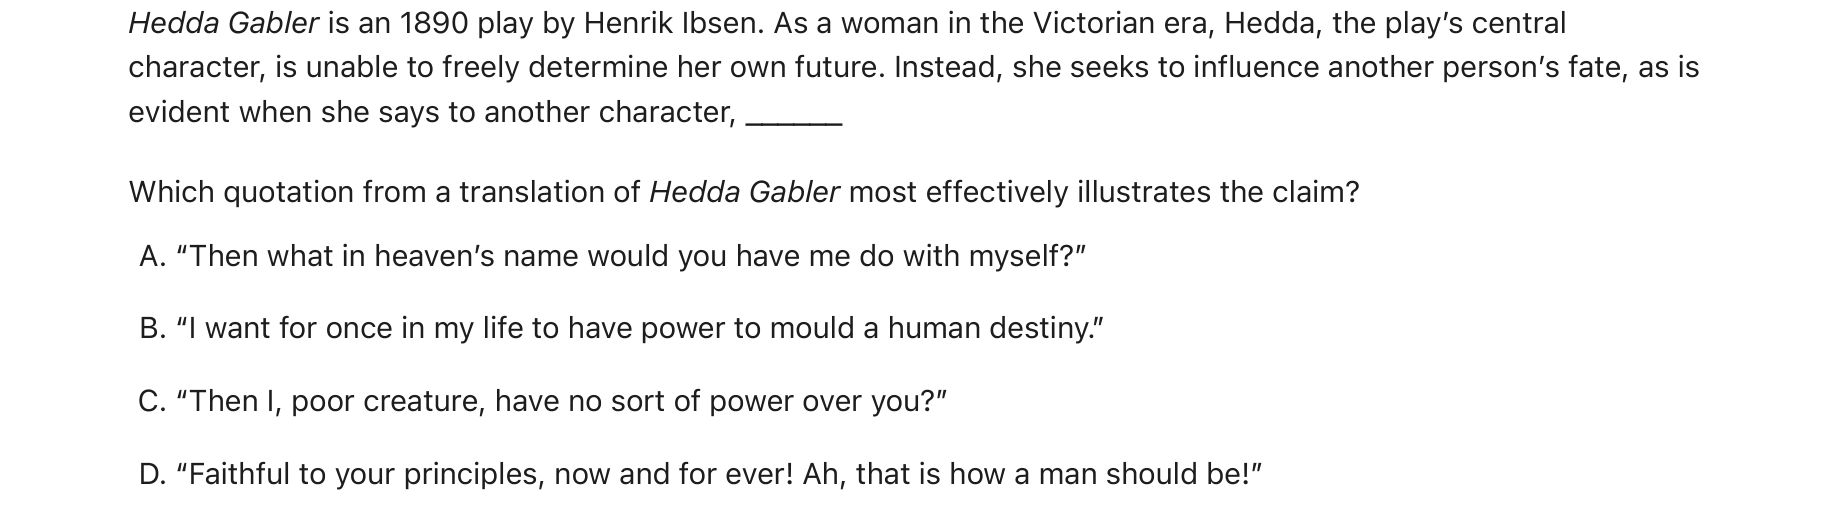 Hedda Gabler is an 1890 play by Henrik Ibsen. As a woman in the Victorian era, Hedda, the play’s central
character, is unable to freely determine her own future. Instead, she seeks to influence another person’s fate, as is
evident when she says to another character, ______
Which quotation from a translation of Hedda Gabler most effectively illustrates the claim?
A. “Then what in heaven’s name would you have me do with myself?”
B. “I want for once in my life to have power to mould a human destiny.”
C. “Then I, poor creature, have no sort of power over you?”
D. “Faithful to your principles, now and for ever! Ah, that is how a man should be!”